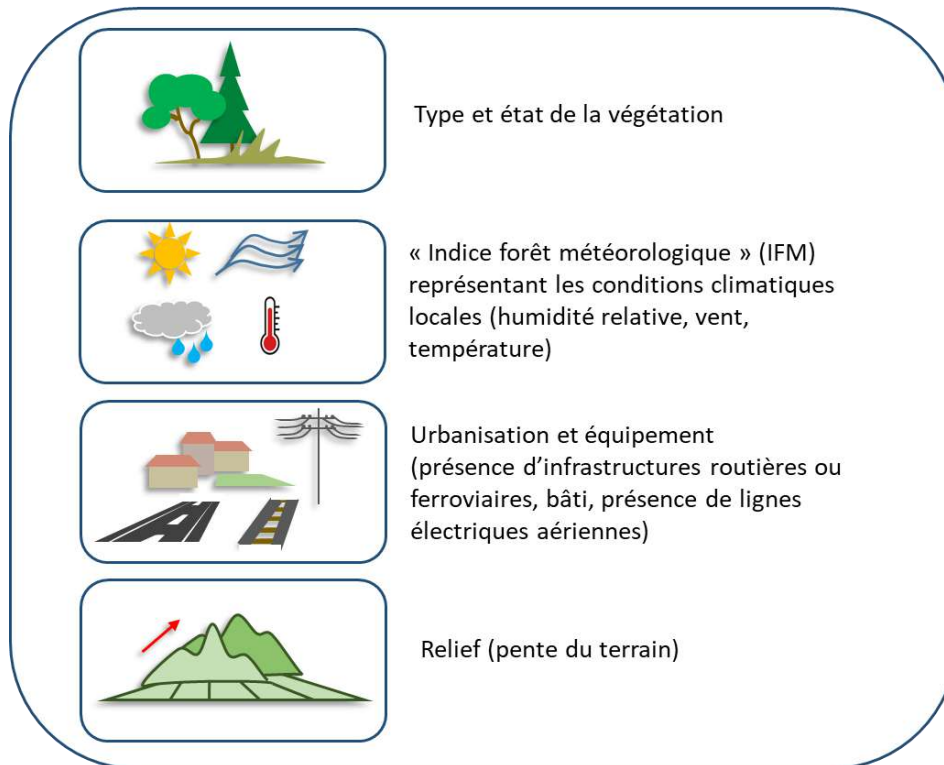 Type et état de la végétation
« Indice forêt météorologique » (IFM)
représentant les conditions climatiques
locales (humidité relative, vent,
température)
Urbanisation et équipement
(présence d’infrastructures routières ou
ferroviaires, bâti, présence de lignes
électriques aériennes)
Relief (pente du terrain)